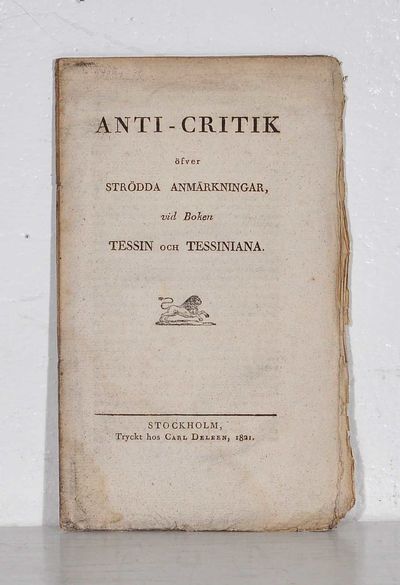 ANTI-CRITIK
öfver
STRÖDDA ANMÄRKNINGAR,
vid Boken
TESSIN OCH TESSINIANA.
STOCKHOLM,
Tryckt hos CARL DELEEN, 1821.